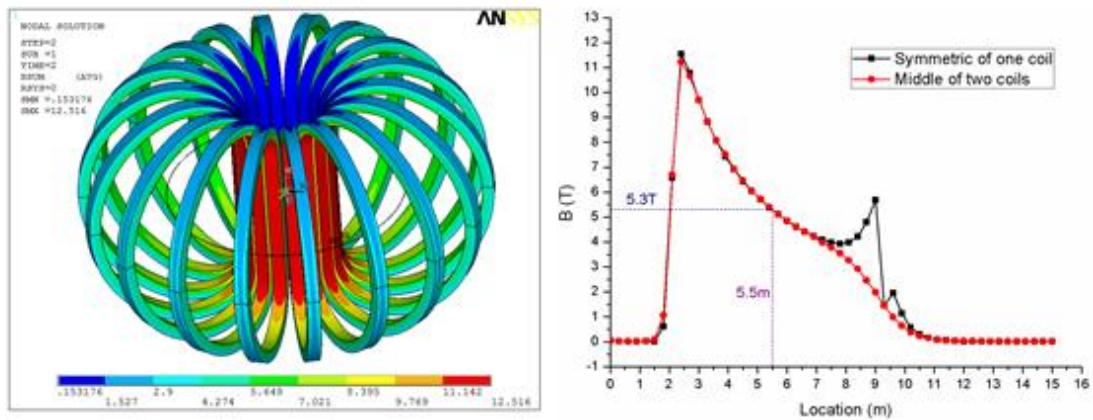 1
NODAL SOLUTION
STEP=2
SUB =1
TIME=2
BSUM (AVG)
RSYS=0
SMN =.153176
SMX =12.516
AN
.153176
1.527
2.9
4.274
5.648
7.021
8.395
9.769
11.142
12.516
13
12
11
10
9
8
7
6
5
4
3
2
1
0
-1
B (T)
Symmetric of one coil
Middle of two coils
5.3T
5.5m
0 1 2 3 4 5 6 7 8 9 10 11 12 13 14 15 16
Location (m)